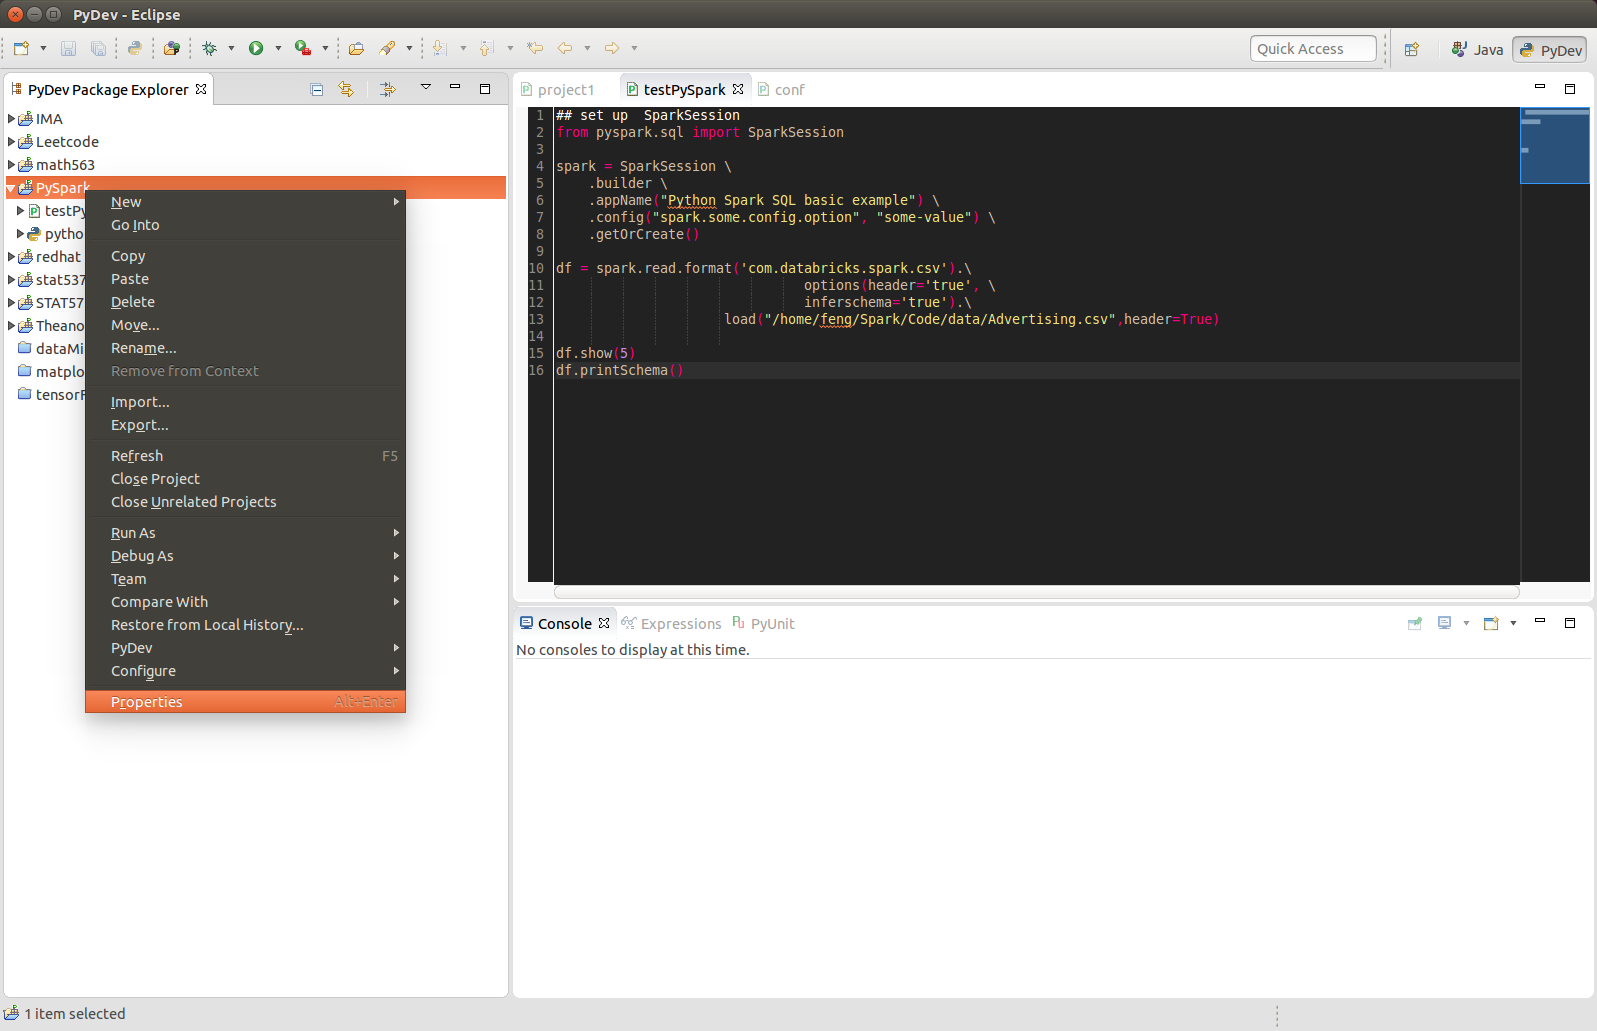 PyDev - Eclipse
Quick Access
Java
PyDev
PyDev Package Explorer
IMA
Leetcode
math563
PySpark
testPy
pytho
redhat
stat537
STAT57
Theano
dataMi
matplo
tensorF
New
Go Into
Copy
Paste
Delete
Move...
Rename...
Remove from Context
Import...
Export...
Refresh F5
Close Project
Close Unrelated Projects
Run As
Debug As
Team
Compare With
Restore from Local History...
PyDev
Configure
Properties Alt+Enter
project1
testPySpark
conf
1 ## set up  SparkSession
2 from pyspark.sql import SparkSession
3
4 spark = SparkSession \
5     .builder \
6     .appName("Python Spark SQL basic example") \
7     .config("spark.some.config.option", "some-value") \
8     .getOrCreate()
9
10 df = spark.read.format('com.databricks.spark.csv').\
11                                options(header='true', \
12                                inferschema='true').\
13                      load("/home/feng/Spark/Code/data/Advertising.csv",header=True)
14
15 df.show(5)
16 df.printSchema()
Console
Expressions
PyUnit
No consoles to display at this time.
1 item selected